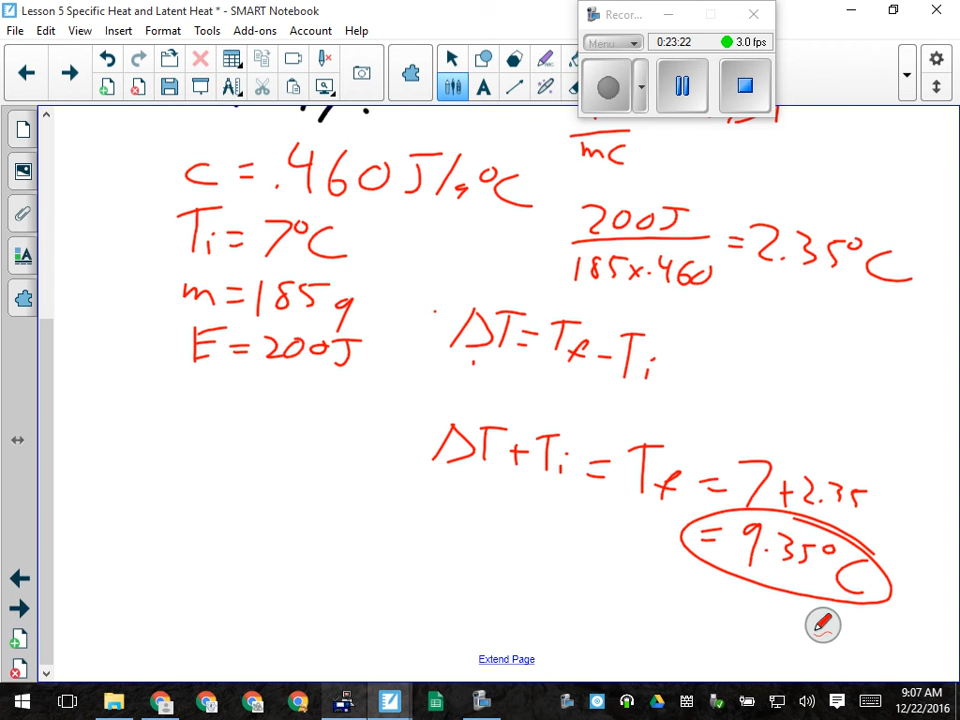 Lesson 5 Specific Heat and Latent Heat * - SMART Notebook
File Edit View Insert Format Tools Add-ons Account Help
Recor...
Menu
0:23:22
3.0 fps
mc
c = .460 J/g°C
Ti = 7°C
m = 185 g
E = 200J
200J
185x.460
= 2.35°C
ΔT = Tf - Ti
ΔT + Ti = Tf = 7 + 2.35
= 9.35°C
Extend Page
9:07 AM
12/22/2016